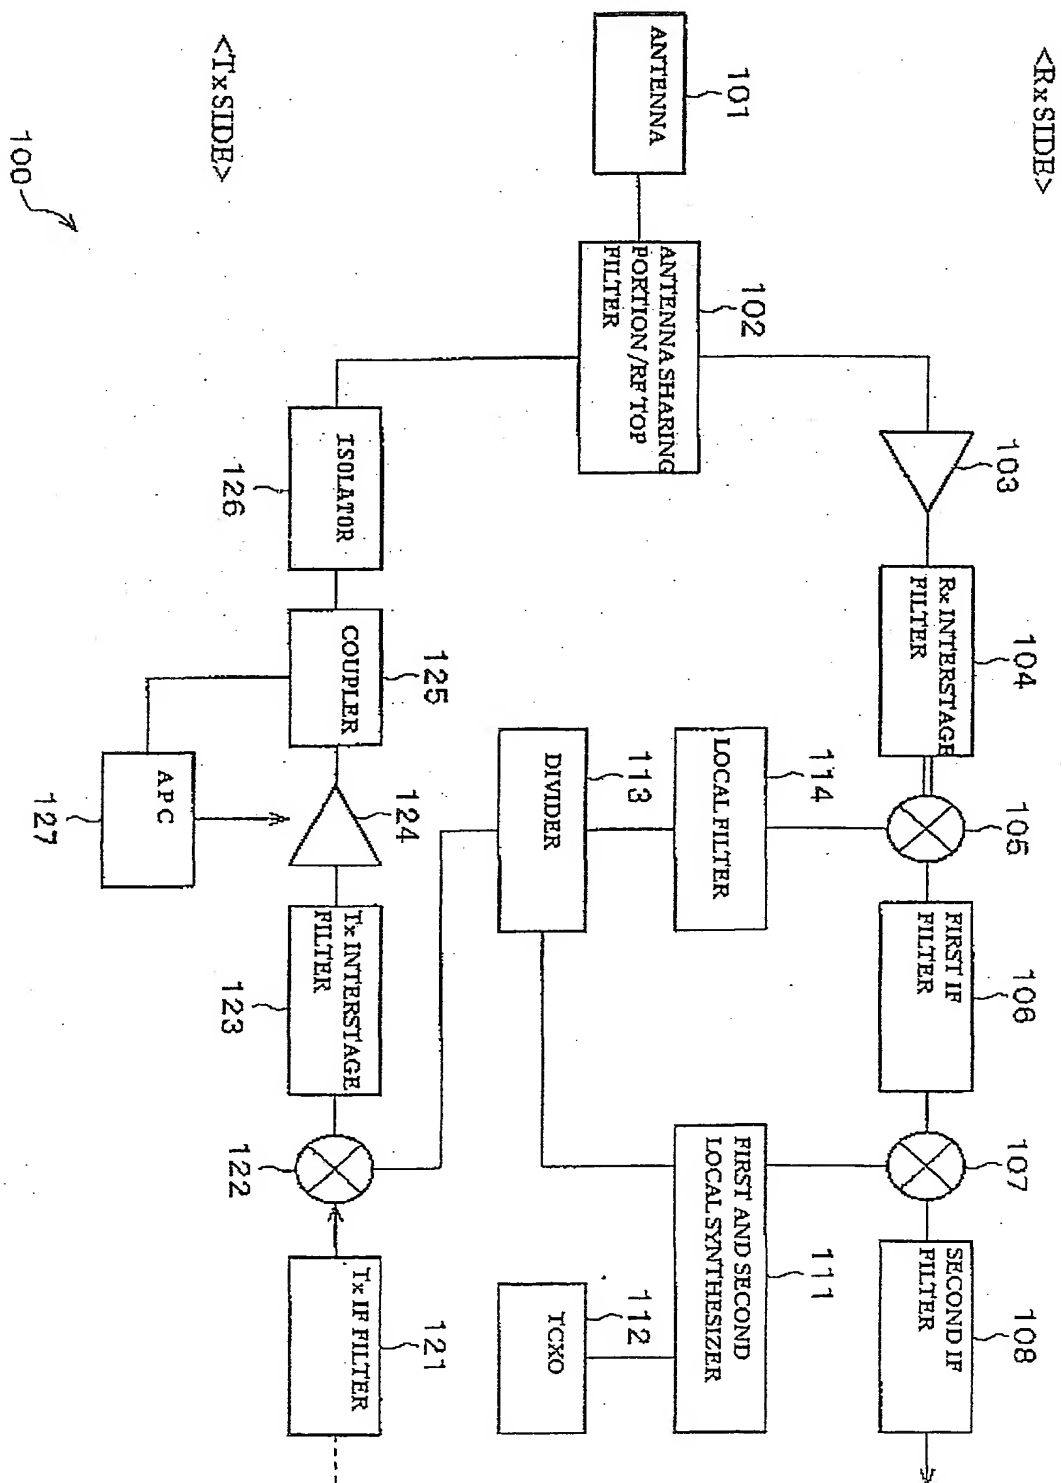 <Rx SIDE>
101
ANTENNA
102
ANTENNA SHARING
PORTION/RF TOP
FILTER
103
104
Rx INTERSTAGE
FILTER
105
106
FIRST IF
FILTER
107
108
SECOND IF
FILTER
114
LOCAL FILTER
113
DIVIDER
111
FIRST AND SECOND
LOCAL SYNTHESIZER
112
TCXO
<Tx SIDE>
126
ISOLATOR
125
COUPLER
124
123
Tx INTERSTAGE
FILTER
122
121
Tx IF FILTER
127
APC
100